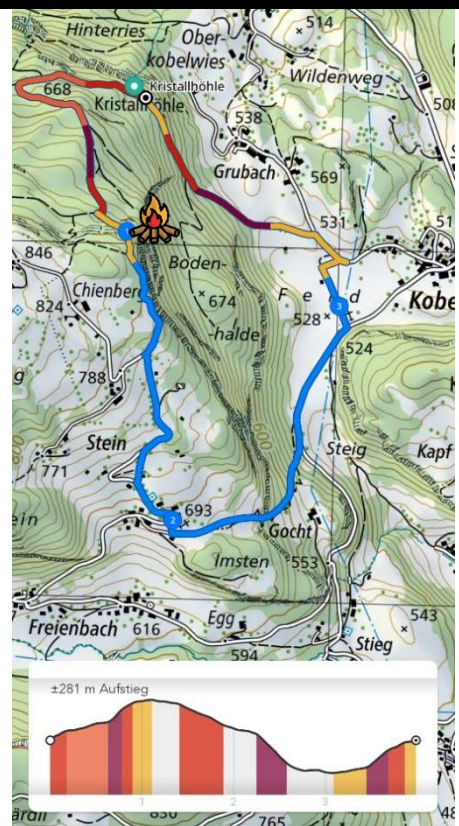 Hinterries
Ober-
kobelwies
514
Wildenweg
508
668
Kristallhöhle
Kristallhöhle
538
Grubach
569
531
846
Boden-
Chienberg
824
674
528
3
Kobe
-halde
524
788
600
Stein
Steig
Kapf
771
693
2
Gocht
Imsten
553
Egg
543
Freienbach
616
594
Stieg
±281 m Aufstieg
1
2
3
830
765